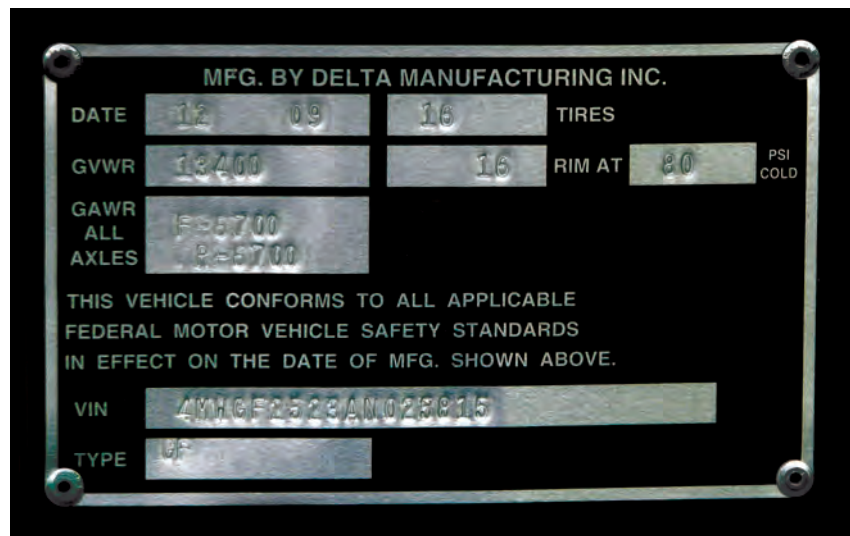 MFG. BY DELTA MANUFACTURING INC.
DATE 12 09 16 TIRES
GVWR 13400 16 RIM AT 80 PSI COLD
GAWR ALL AXLES F-5700 R-5700
THIS VEHICLE CONFORMS TO ALL APPLICABLE
FEDERAL MOTOR VEHICLE SAFETY STANDARDS
IN EFFECT ON THE DATE OF MFG. SHOWN ABOVE.
VIN 4MHGF2523AN025815
TYPE GF